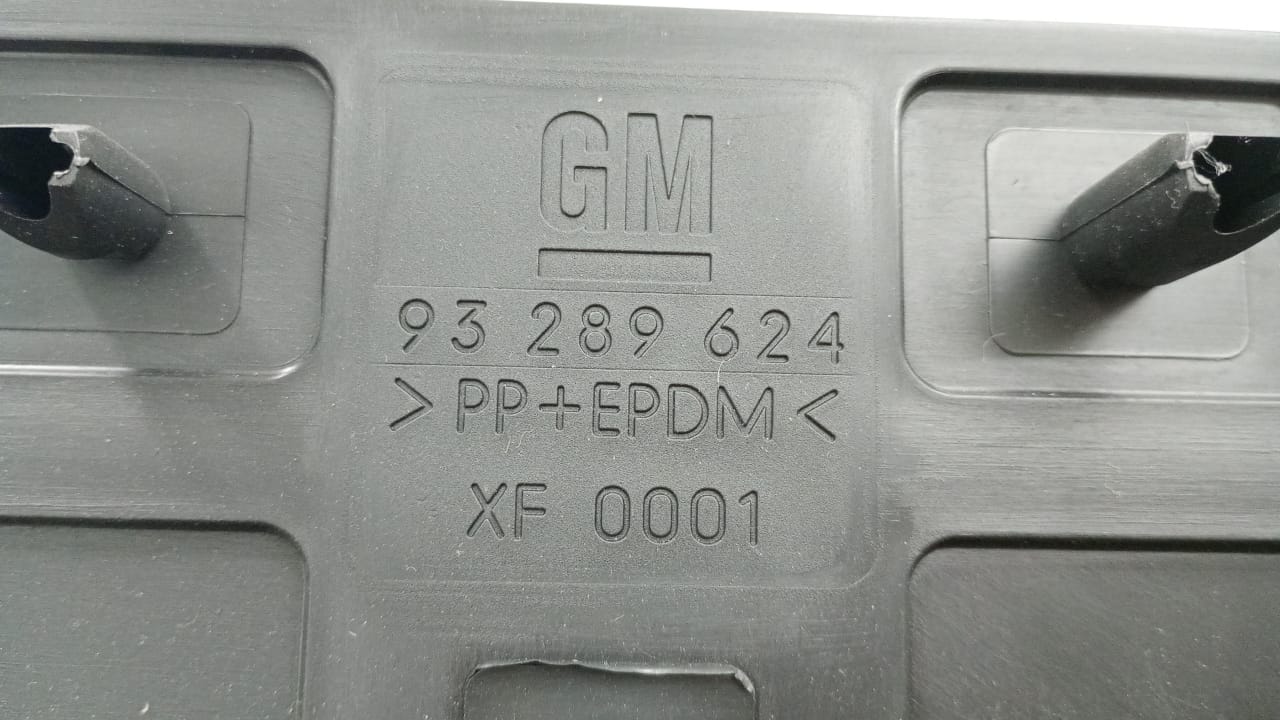 GM
93 289 624
>PP+EPDM<
XF 0001